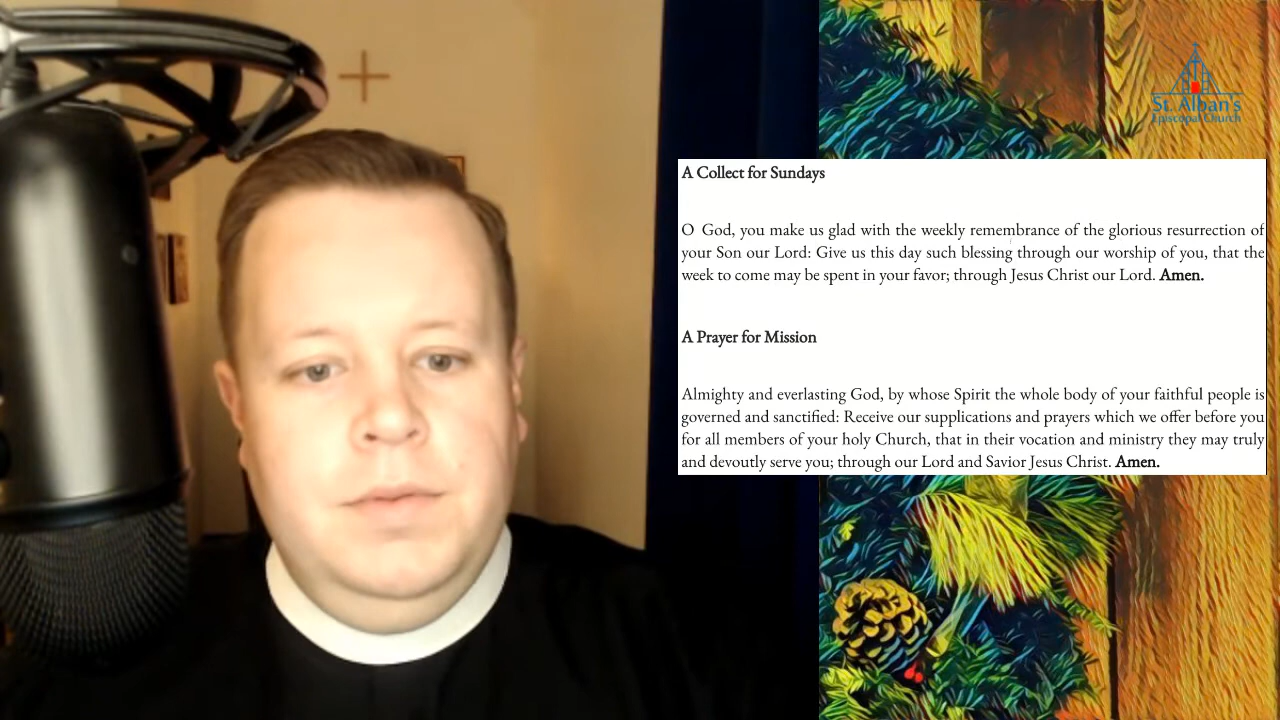 St. Alban's
Episcopal Church
A Collect for Sundays
O God, you make us glad with the weekly remembrance of the glorious resurrection of
your Son our Lord: Give us this day such blessing through our worship of you, that the
week to come may be spent in your favor; through Jesus Christ our Lord. Amen.
A Prayer for Mission
Almighty and everlasting God, by whose Spirit the whole body of your faithful people is
governed and sanctified: Receive our supplications and prayers which we offer before you
for all members of your holy Church, that in their vocation and ministry they may truly
and devoutly serve you; through our Lord and Savior Jesus Christ. Amen.